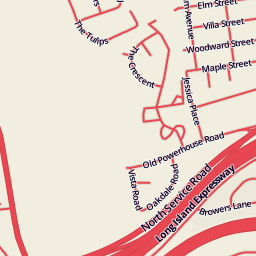 Elm Street
Villa Street
Woodward Street
Maple Street
The Tulips
The Crescent
Jessica Place
Old Powerhouse Road
Vista Road
Oakdale Road
North Service Road
Long Island Expressway
Browers Lane